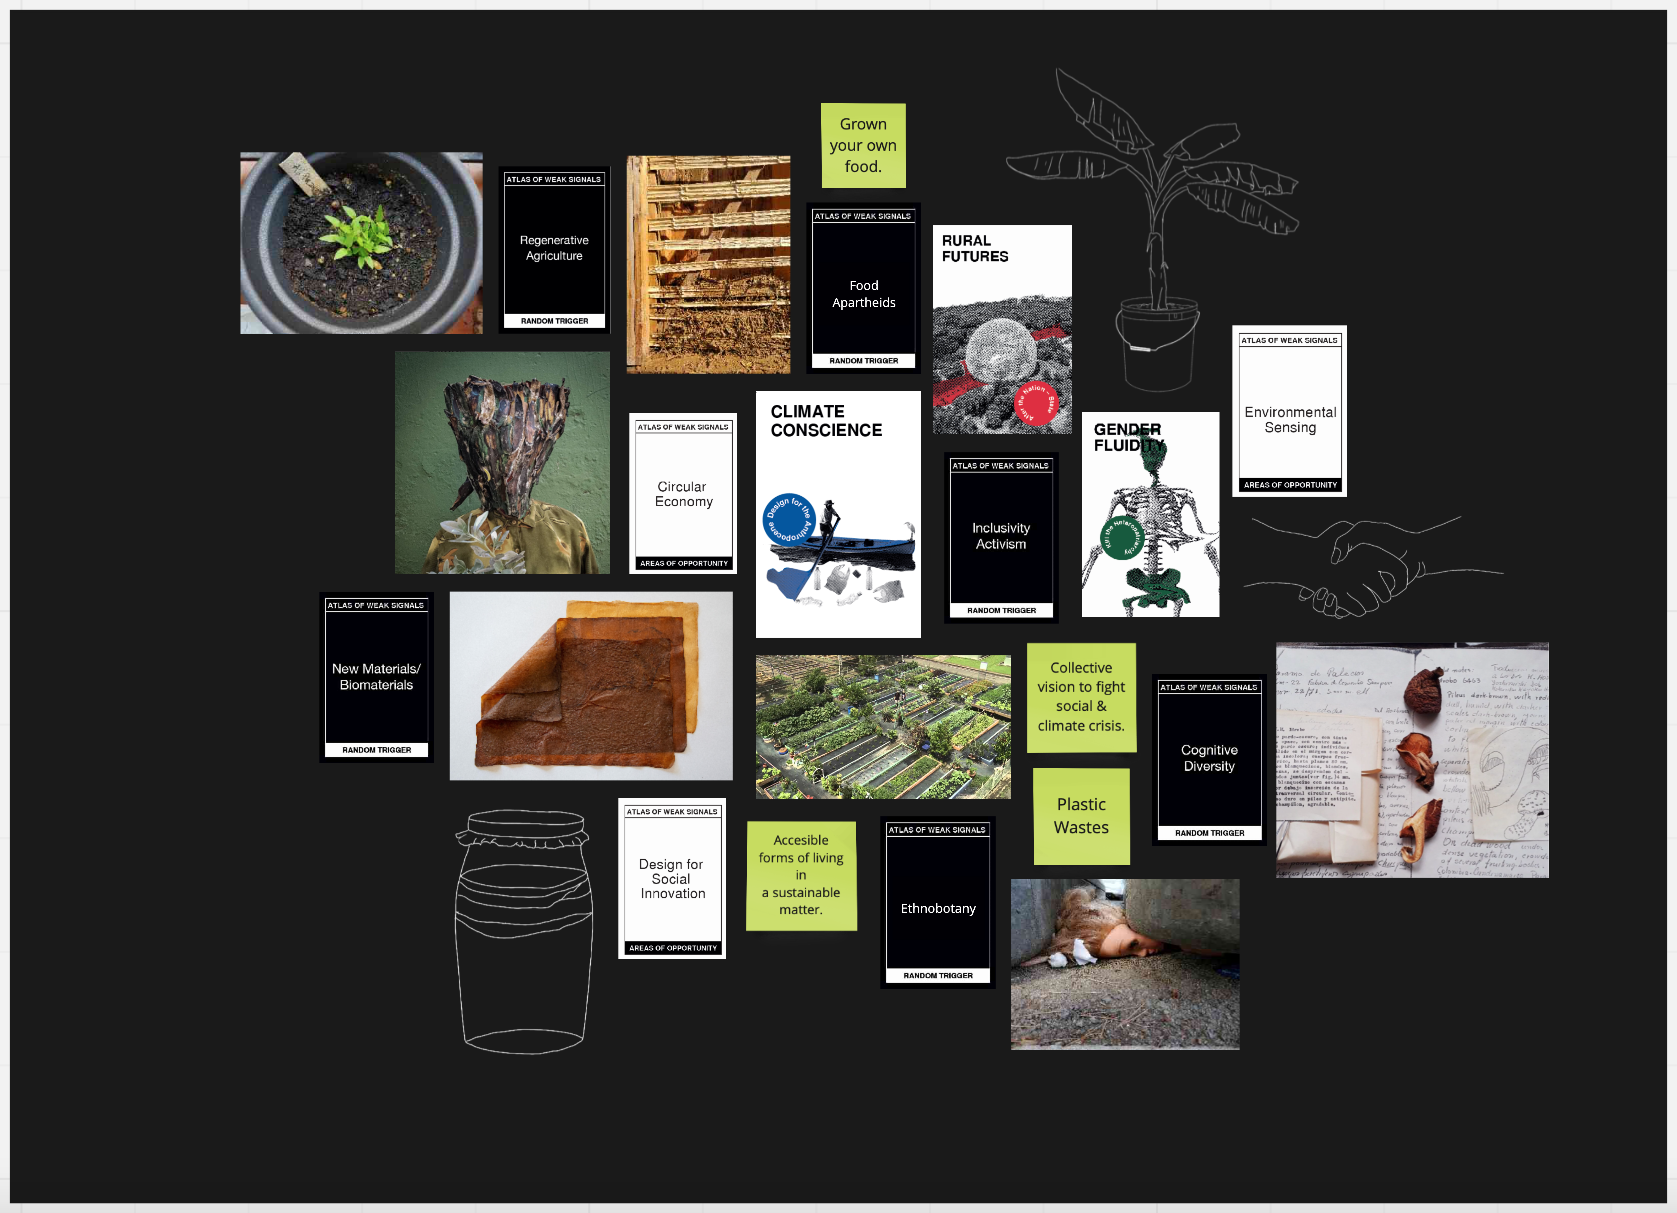 Grown
your own
food.
ATLAS OF WEAK SIGNALS
Regenerative
Agriculture
RANDOM TRIGGER
ATLAS OF WEAK SIGNALS
Food
Apartheids
RANDOM TRIGGER
RURAL
FUTURES
After the Nation - State
ATLAS OF WEAK SIGNALS
Environmental
Sensing
AREAS OF OPPORTUNITY
ATLAS OF WEAK SIGNALS
Circular
Economy
AREAS OF OPPORTUNITY
CLIMATE
CONSCIENCE
Design for the Anthropocene
ATLAS OF WEAK SIGNALS
Inclusivity
Activism
RANDOM TRIGGER
GENDER
FLUIDITY
Kill the Heteropatriarchy
ATLAS OF WEAK SIGNALS
New Materials/
Biomaterials
RANDOM TRIGGER
Collective
vision to fight
social &
climate crisis.
ATLAS OF WEAK SIGNALS
Cognitive
Diversity
RANDOM TRIGGER
Plastic
Wastes
ATLAS OF WEAK SIGNALS
Design for
Social
Innovation
AREAS OF OPPORTUNITY
Accesible
forms of living
in
a sustainable
matter.
ATLAS OF WEAK SIGNALS
Ethnobotany
RANDOM TRIGGER